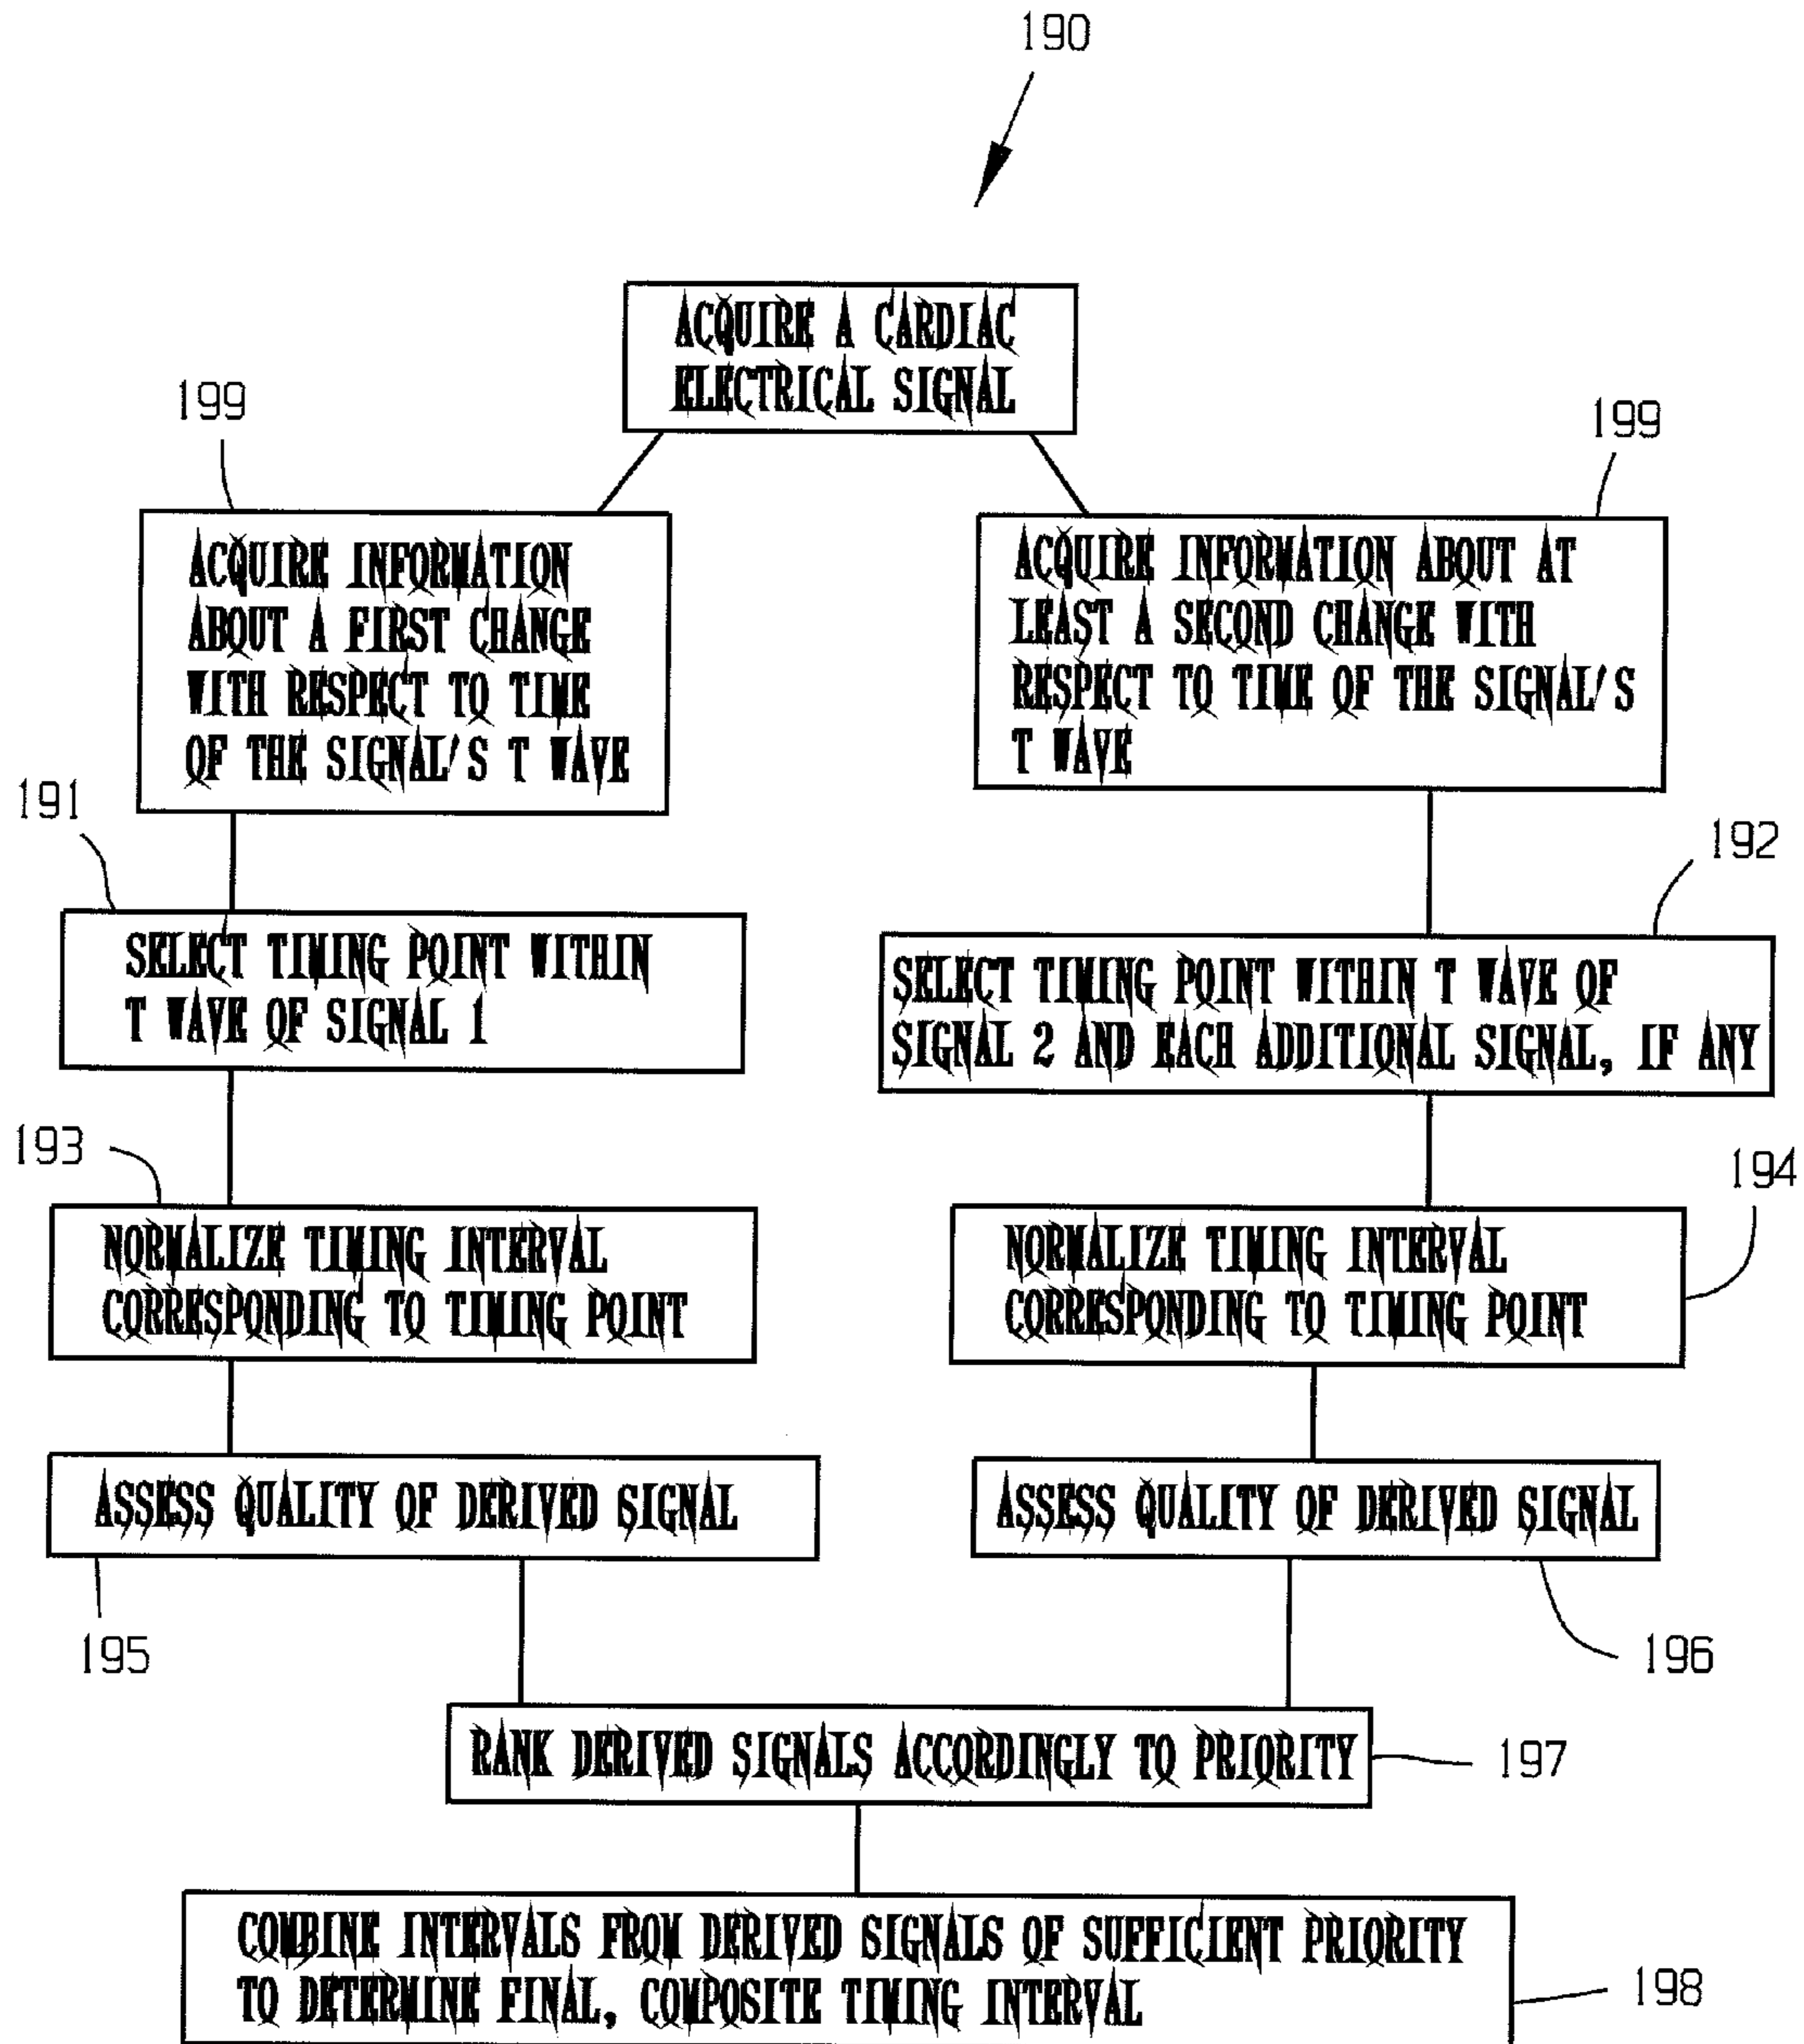 190
ACQUIRE A CARDIAC
ELECTRICAL SIGNAL
199
199
ACQUIRE INFORMATION
ABOUT A FIRST CHANGE
WITH RESPECT TO TIME
OF THE SIGNAL'S T WAVE
ACQUIRE INFORMATION ABOUT AT
LEAST A SECOND CHANGE WITH
RESPECT TO TIME OF THE SIGNAL'S
T WAVE
191
192
SELECT TIMING POINT WITHIN
T WAVE OF SIGNAL 1
SELECT TIMING POINT WITHIN T WAVE OF
SIGNAL 2 AND EACH ADDITIONAL SIGNAL, IF ANY
193
194
NORMALIZE TIMING INTERVAL
CORRESPONDING TO TIMING POINT
NORMALIZE TIMING INTERVAL
CORRESPONDING TO TIMING POINT
ASSESS QUALITY OF DERIVED SIGNAL
ASSESS QUALITY OF DERIVED SIGNAL
195
196
RANK DERIVED SIGNALS ACCORDINGLY TO PRIORITY
197
COMBINE INTERVALS FROM DERIVED SIGNALS OF SUFFICIENT PRIORITY
TO DETERMINE FINAL, COMPOSITE TIMING INTERVAL
198